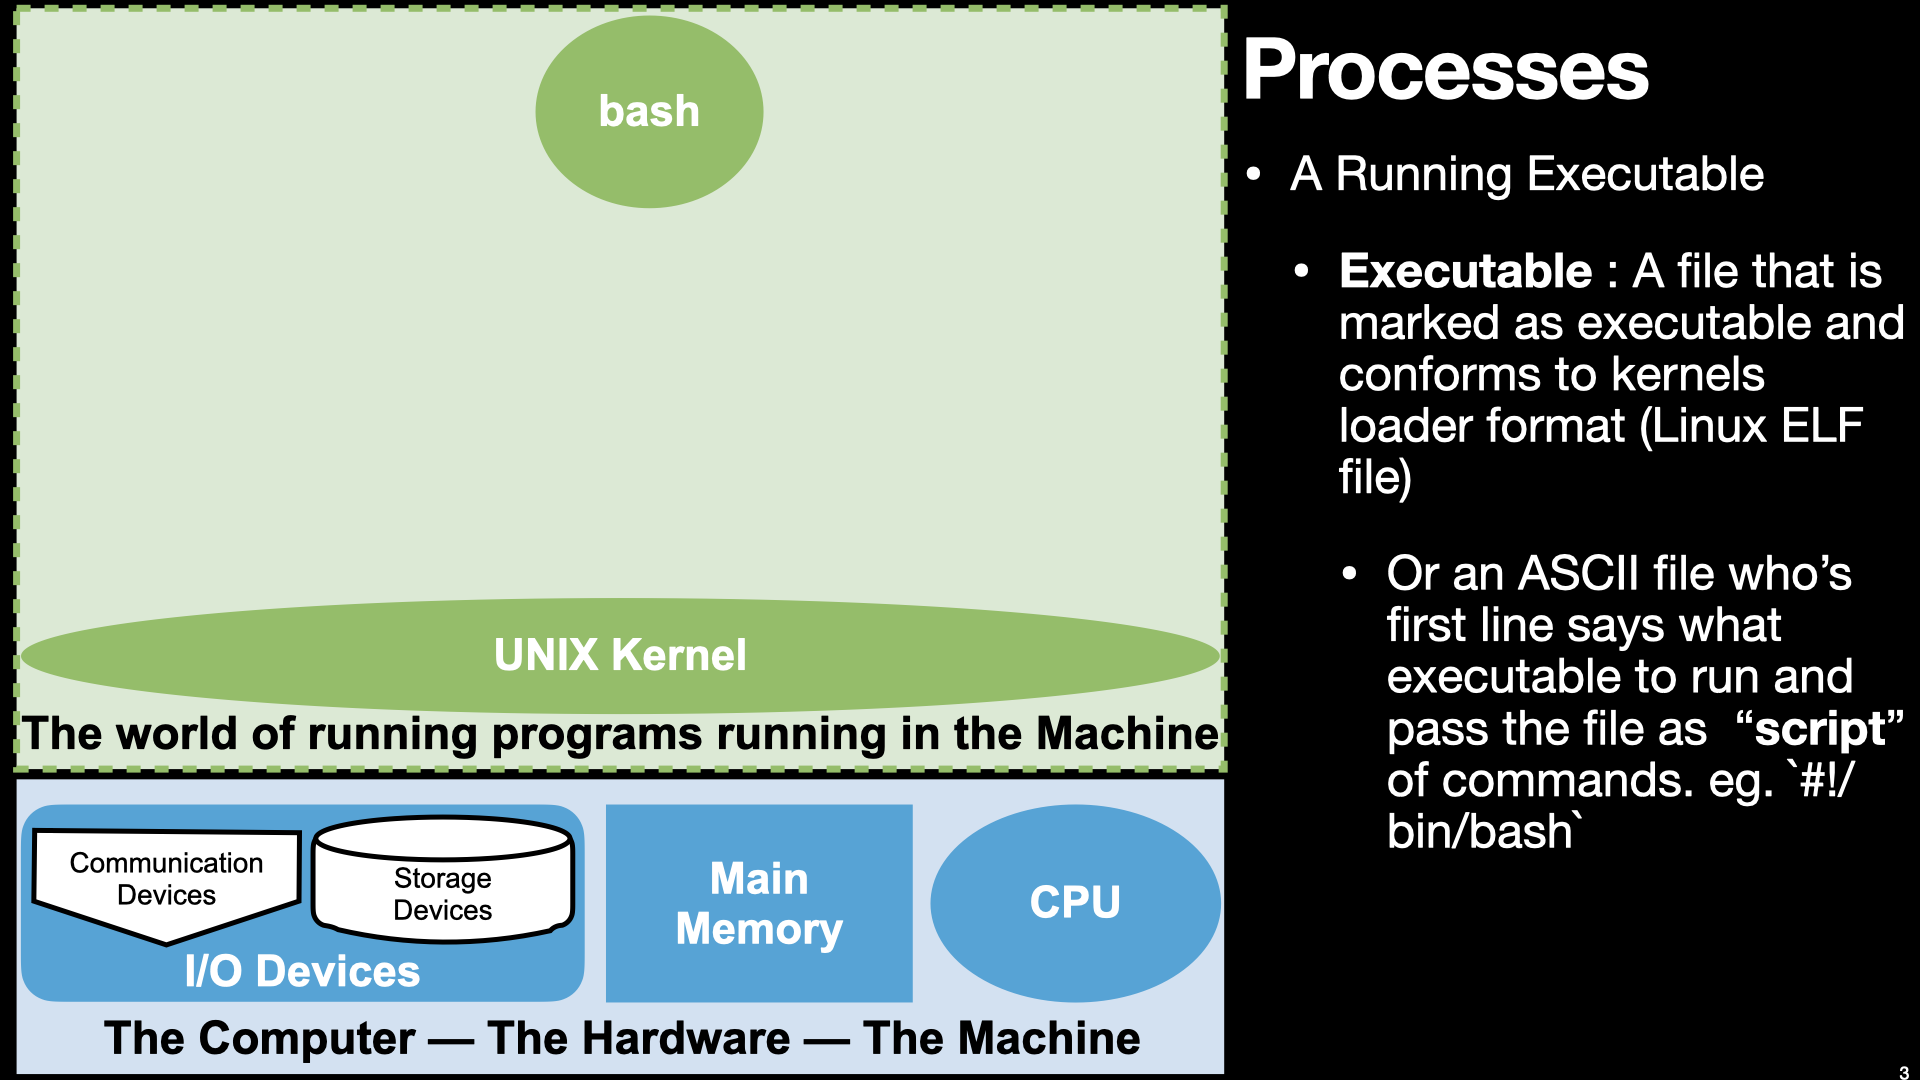 bash
UNIX Kernel
The world of running programs running in the Machine
Communication
Devices
Storage
Devices
I/O Devices
Main
Memory
CPU
The Computer — The Hardware — The Machine
Processes
• A Running Executable
• Executable : A file that is
marked as executable and
conforms to kernels
loader format (Linux ELF
file)
• Or an ASCII file who’s
first line says what
executable to run and
pass the file as “script”
of commands. eg. `#!/
bin/bash`
3